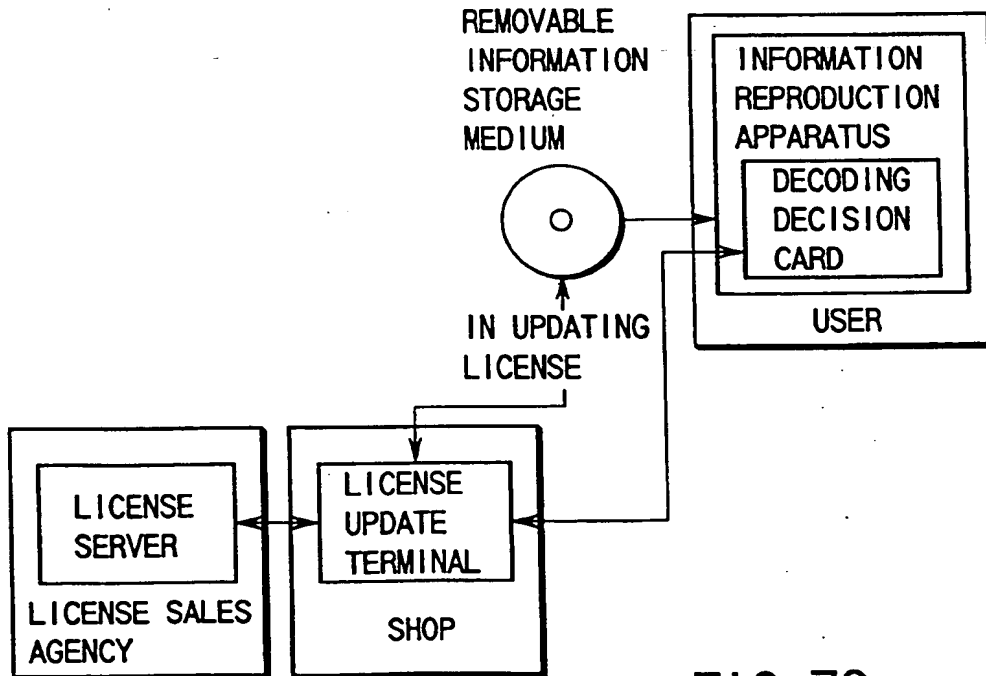 REMOVABLE
INFORMATION
STORAGE
MEDIUM
INFORMATION
REPRODUCTION
APPARATUS
DECODING
DECISION
CARD
USER
IN UPDATING
LICENSE
LICENSE
SERVER
LICENSE SALES
AGENCY
LICENSE
UPDATE
TERMINAL
SHOP